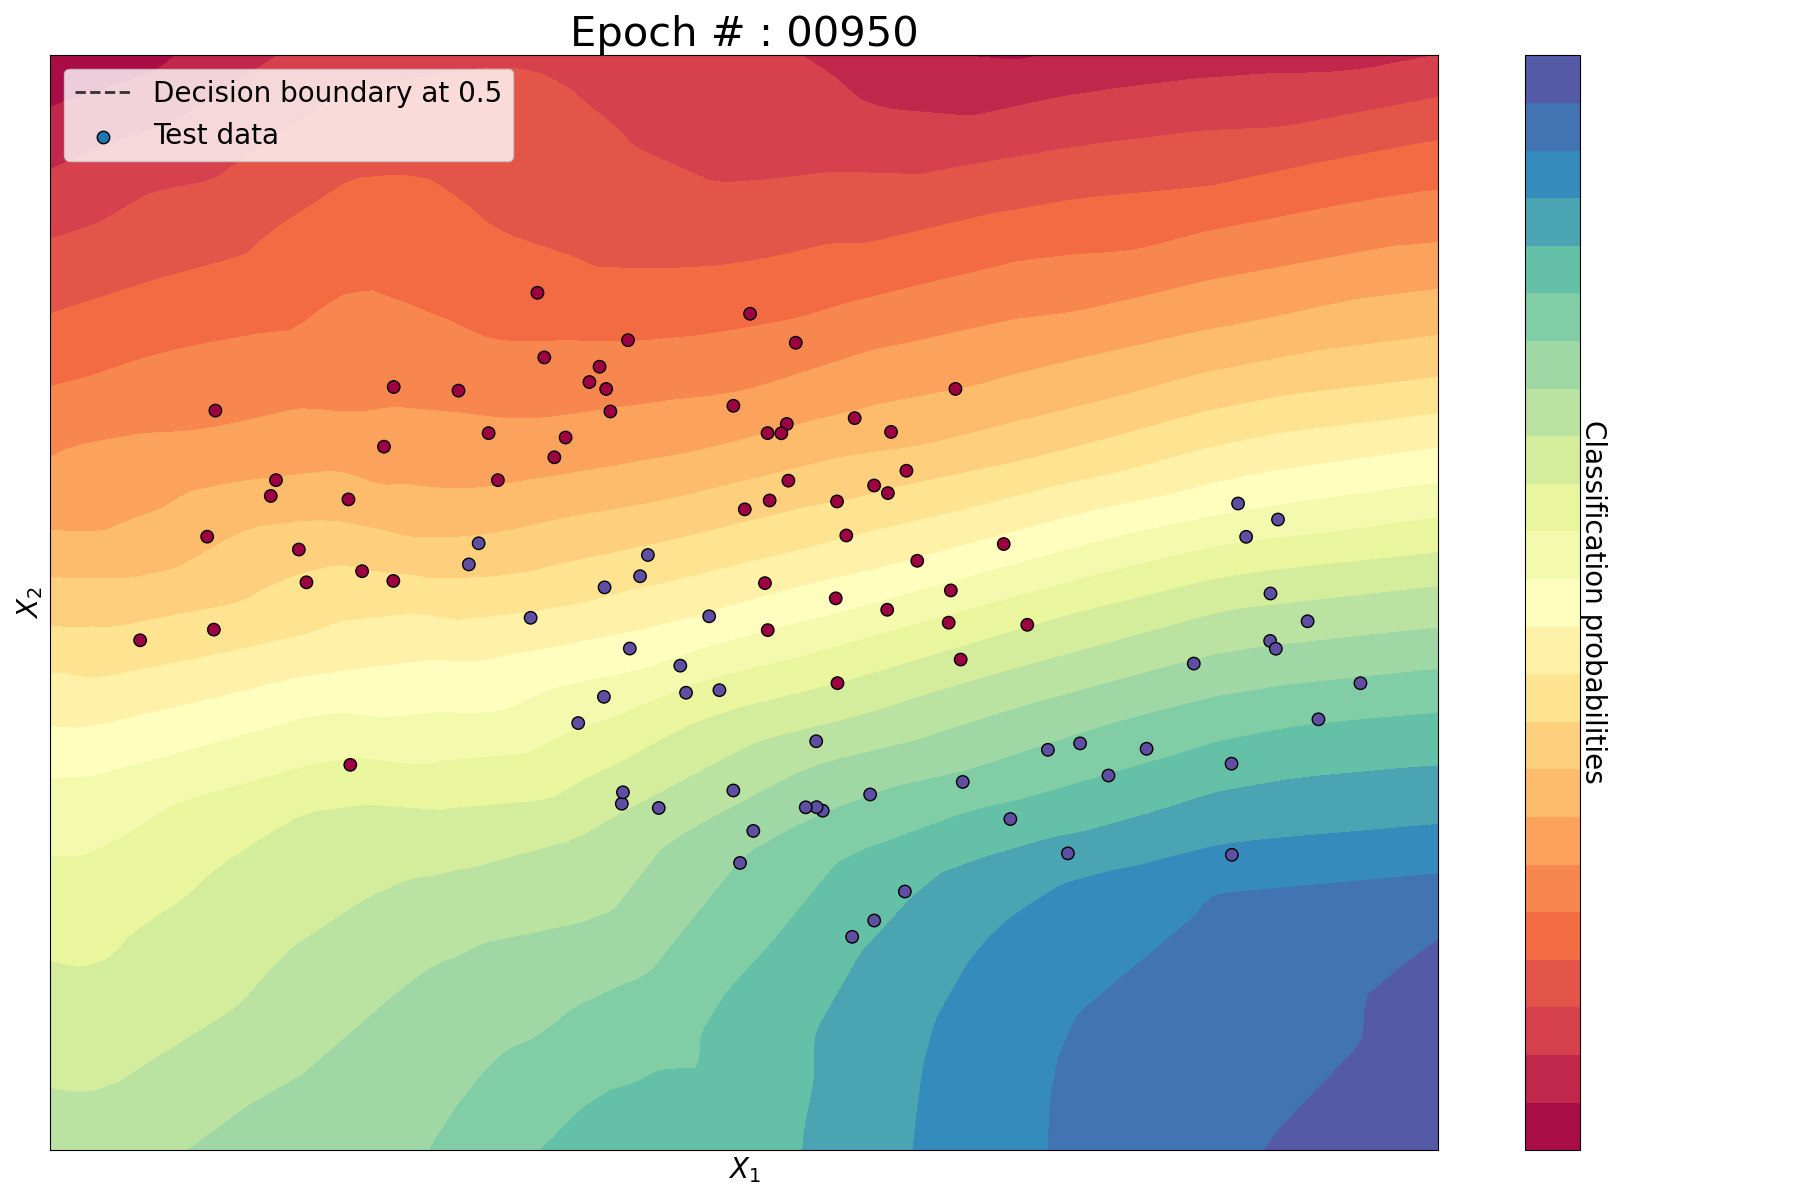 Epoch # : 00950
Decision boundary at 0.5
Test data
X₂
X₁
Classification probabilities